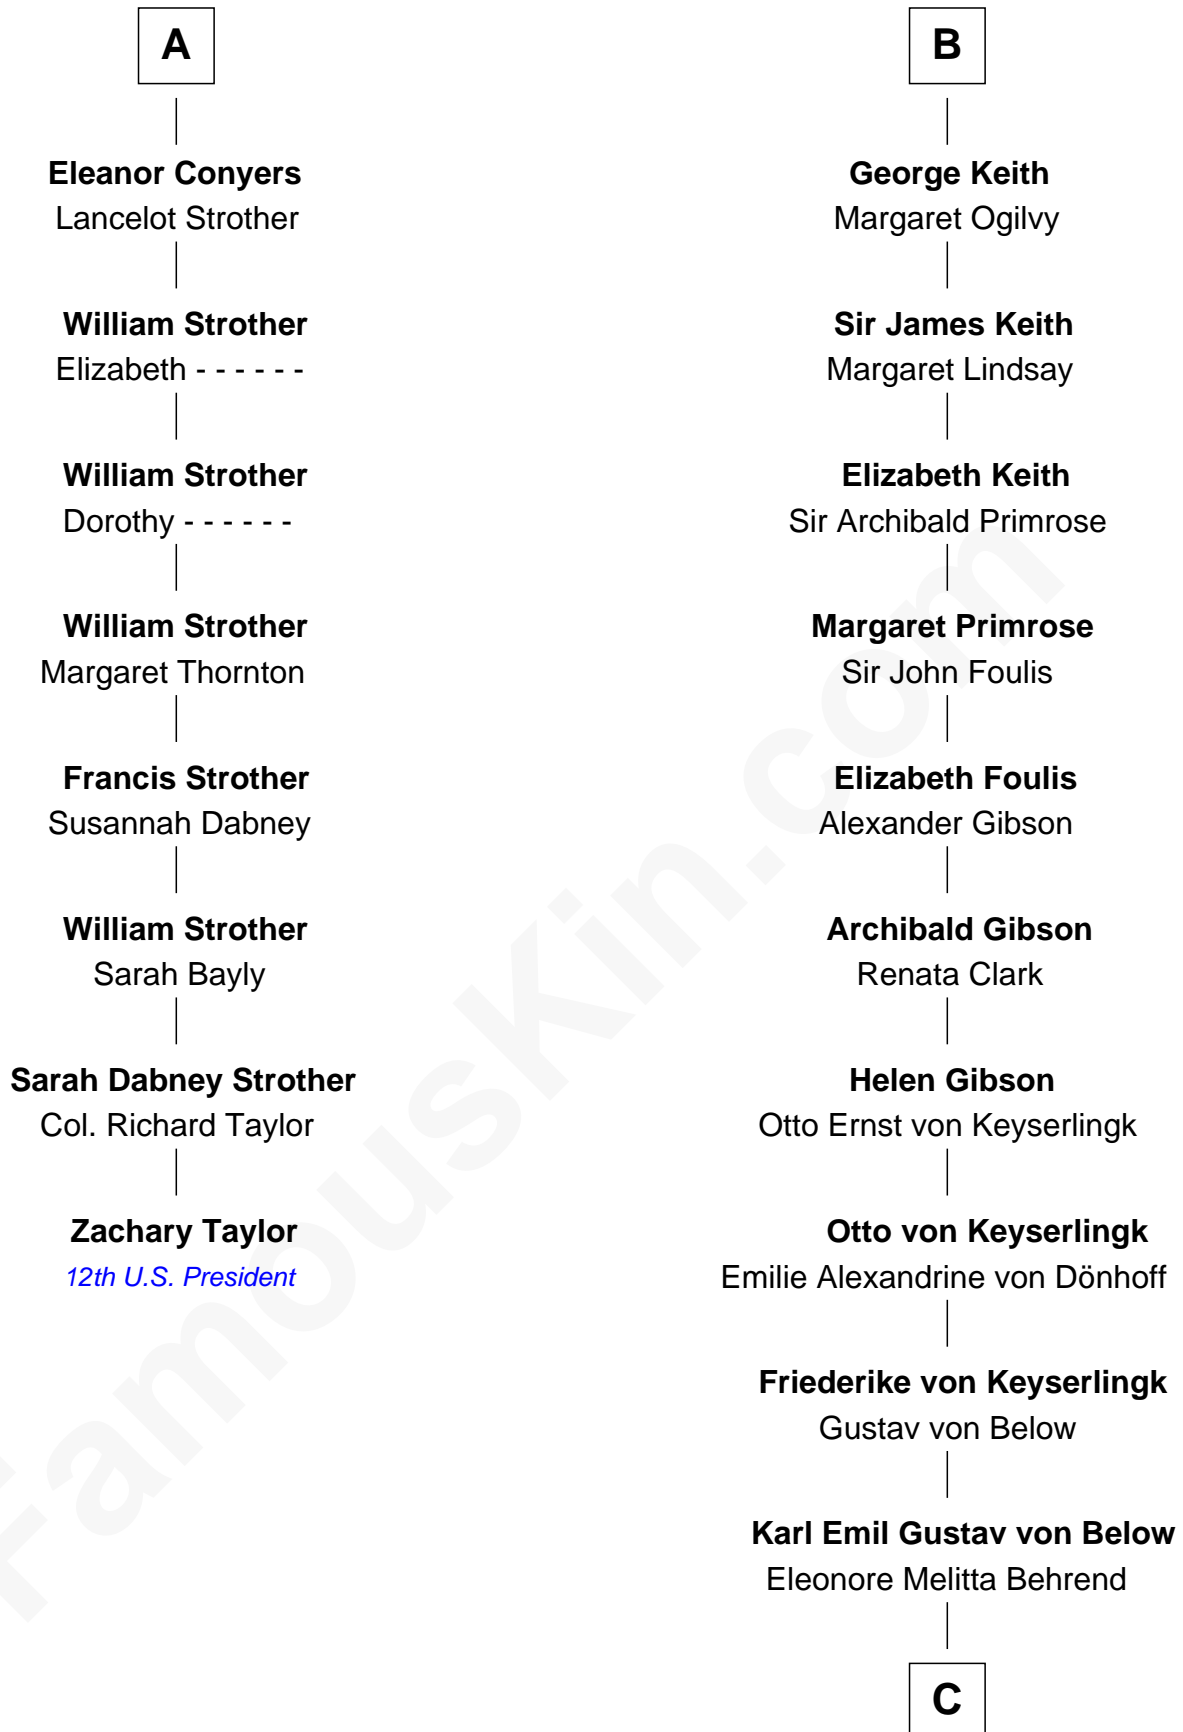 A
Eleanor Conyers
Lancelot Strother
William Strother
Elizabeth - - - - - -
William Strother
Dorothy - - - - - -
William Strother
Margaret Thornton
Francis Strother
Susannah Dabney
William Strother
Sarah Bayly
Sarah Dabney Strother
Col. Richard Taylor
Zachary Taylor
12th U.S. President
B
George Keith
Margaret Ogilvy
Sir James Keith
Margaret Lindsay
Elizabeth Keith
Sir Archibald Primrose
Margaret Primrose
Sir John Foulis
Elizabeth Foulis
Alexander Gibson
Archibald Gibson
Renata Clark
Helen Gibson
Otto Ernst von Keyserlingk
Otto von Keyserlingk
Emilie Alexandrine von Dönhoff
Friederike von Keyserlingk
Gustav von Below
Karl Emil Gustav von Below
Eleonore Melitta Behrend
C
FamousKin.com